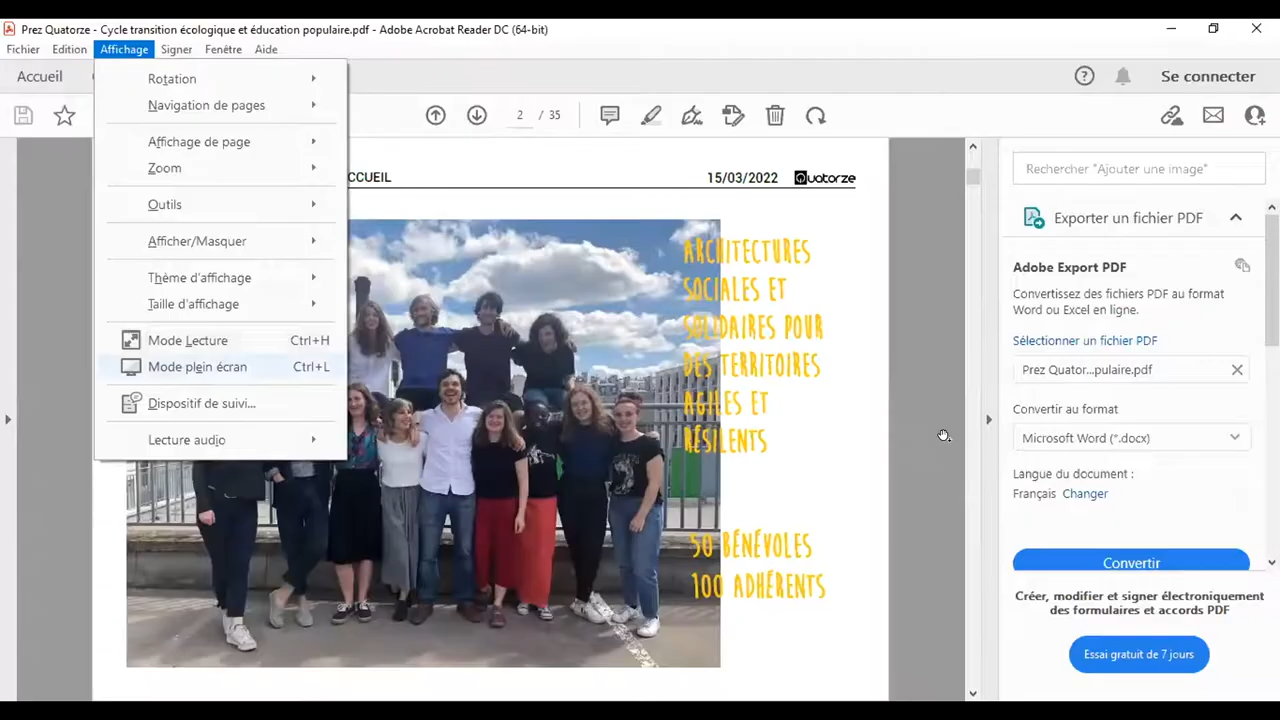 Prez Quatorze - Cycle transition écologique et éducation populaire.pdf - Adobe Acrobat Reader DC (64-bit)
Fichier Edition Affichage Signer Fenêtre Aide
Accueil
Se connecter
2 / 35
Rotation
Navigation de pages
Affichage de page
Zoom
Outils
Afficher/Masquer
Thème d'affichage
Taille d'affichage
Mode Lecture Ctrl+H
Mode plein écran Ctrl+L
Dispositif de suivi...
Lecture audio
CCUEIL 15/03/2022 Quatorze
ARCHITECTURES
SOCIALES ET
SOLIDAIRES POUR
DES TERRITOIRES
AGILES ET
RÉSILENTS
50 BÉNÉVOLES
100 ADHÉRENTS
Rechercher "Ajouter une image"
Exporter un fichier PDF
Adobe Export PDF
Convertissez des fichiers PDF au format
Word ou Excel en ligne.
Sélectionner un fichier PDF
Prez Quator...pulaire.pdf
Convertir au format
Microsoft Word (*.docx)
Langue du document :
Français Changer
Convertir
Créer, modifier et signer électroniquement
des formulaires et accords PDF
Essai gratuit de 7 jours